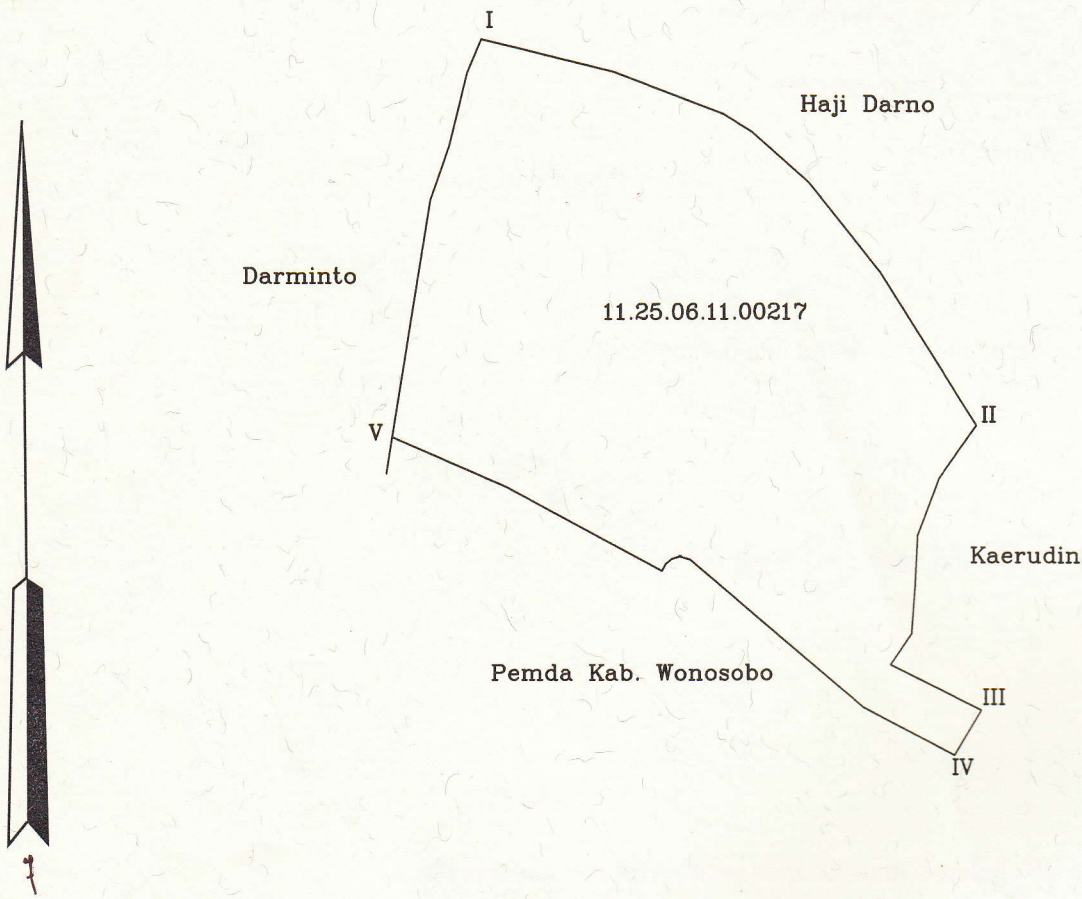 I
Haji Darno
Darminto
11.25.06.11.00217
II
V
Kaerudin
Pemda Kab. Wonosobo
III
IV